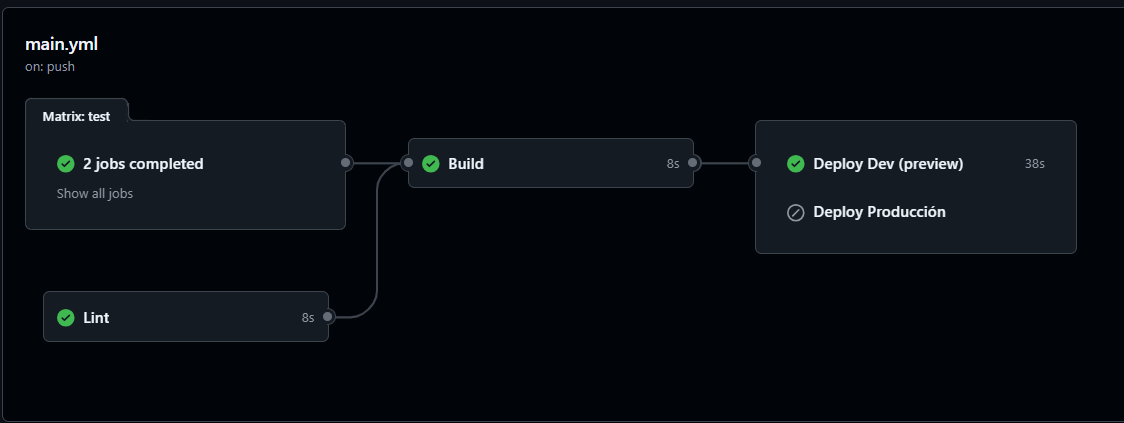 main.yml
on: push
Matrix: test
2 jobs completed
Show all jobs
Build 8s
Deploy Dev (preview) 38s
Deploy Producción
Lint 8s